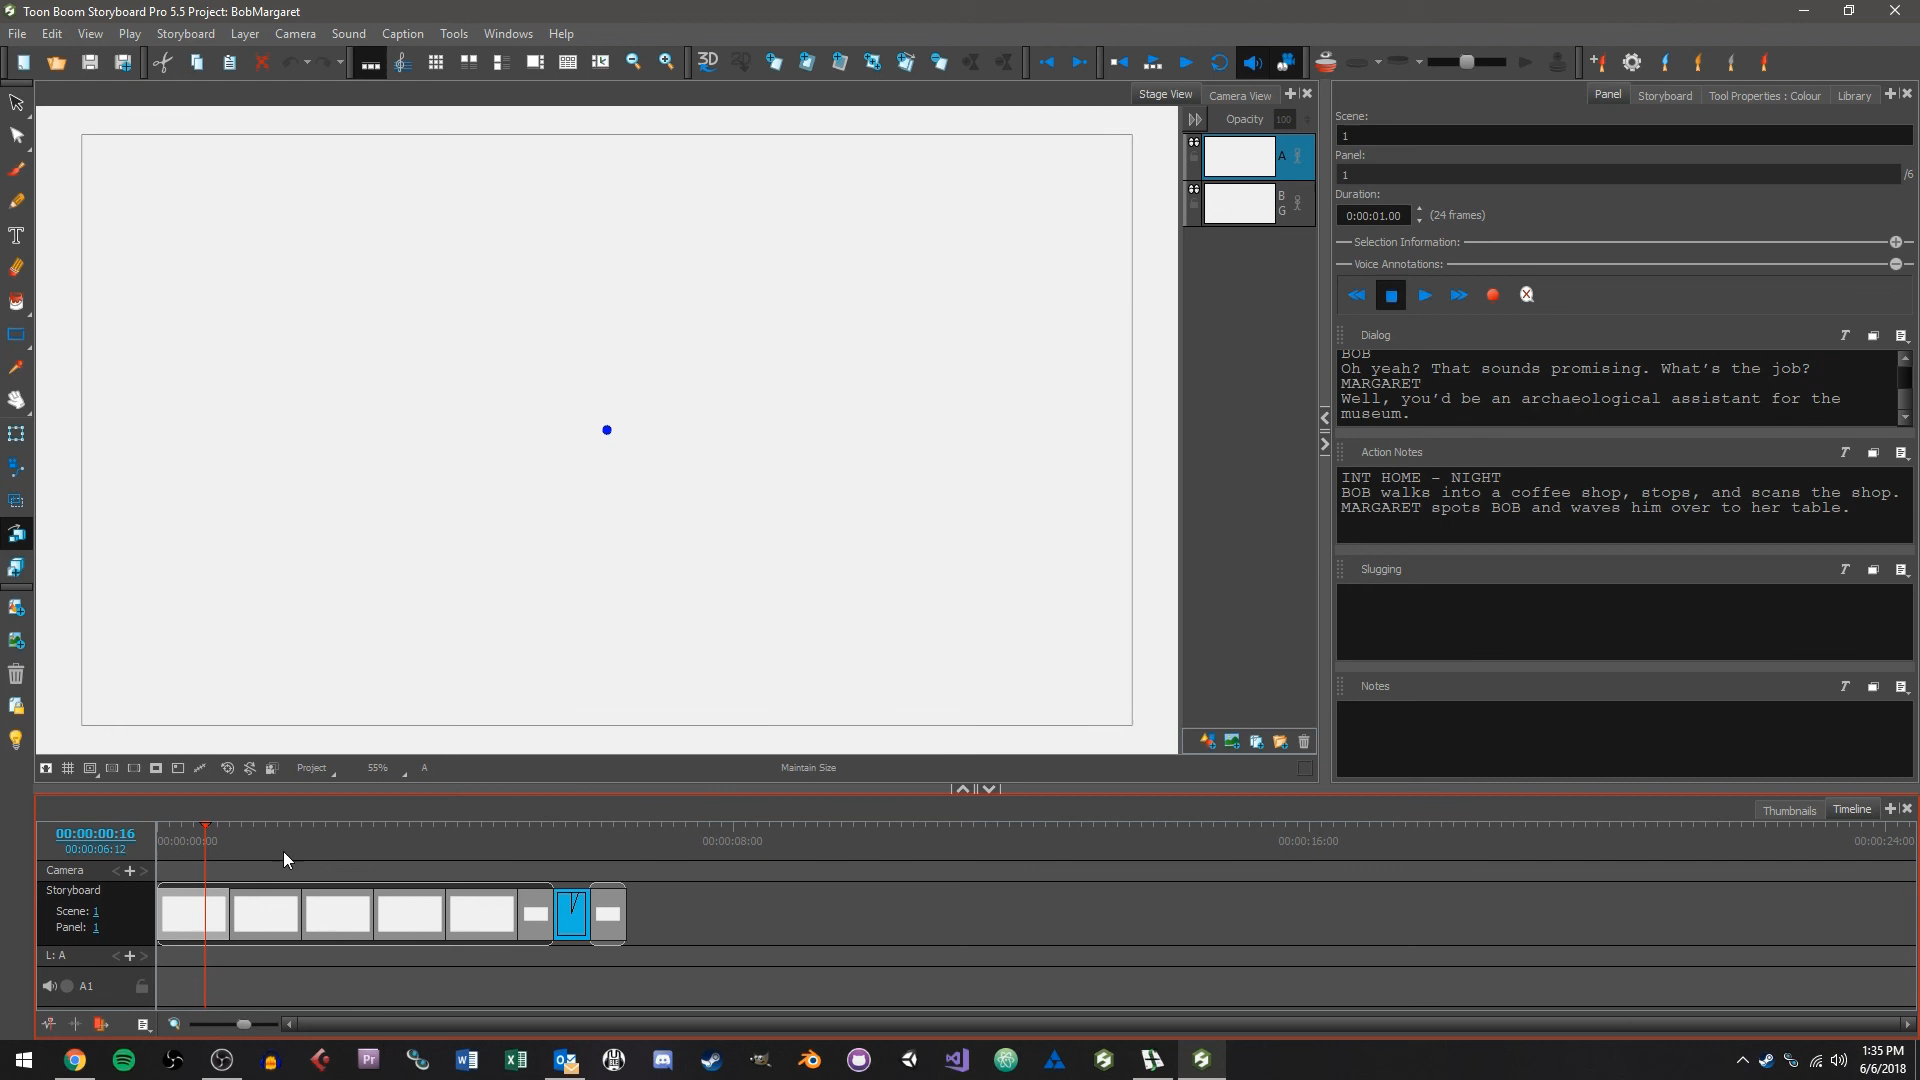 Toon Boom Storyboard Pro 5.5 Project: BobMargaret
File Edit View Play Storyboard Layer Camera Sound Caption Tools Windows Help
3D 2D
Stage View Camera View
Panel Storyboard Tool Properties : Colour Library
Opacity 100
A
B
G
Scene:
1
Panel:
1 /6
Duration:
0:00:01.00 (24 frames)
Selection Information:
Voice Annotations:
Dialog
BOB
Oh yeah? That sounds promising. What's the job?
MARGARET
Well, you'd be an archaeological assistant for the
museum.
Action Notes
INT HOME - NIGHT
BOB walks into a coffee shop, stops, and scans the shop.
MARGARET spots BOB and waves him over to her table.
Slugging
Notes
Project 55% A Maintain Size
Thumbnails Timeline
00:00:00:16
00:00:06:12
00:00:00:00 00:00:08:00 00:00:16:00 00:00:24:00
Camera
Storyboard
Scene: 1
Panel: 1
L: A
A1
1:35 PM
6/6/2018